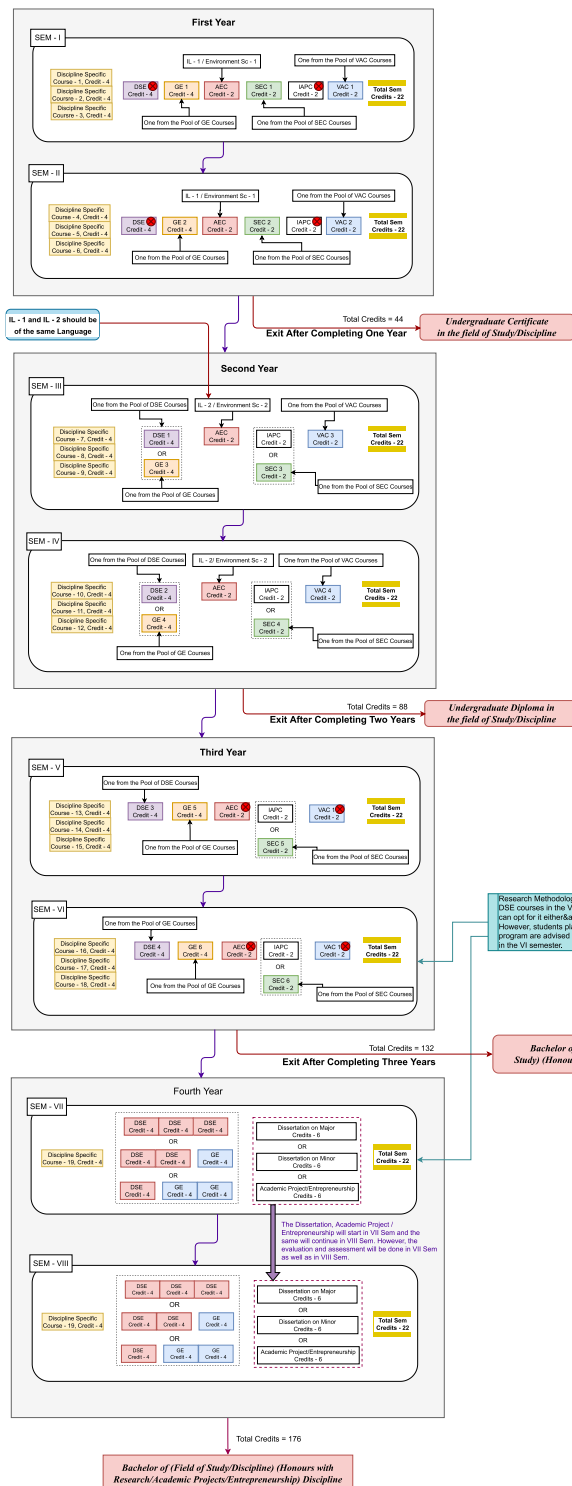 First Year
SEM - I
IL - 1 / Environment Sc - 1
One from the Pool of VAC Courses
Discipline Specific
Course - 1, Credit - 4
Discipline Specific
Coursre - 2, Credit - 4
Discipline Specific
Course - 3, Credit - 4
DSE
Credit - 4
GE 1
Credit - 4
AEC
Credit - 2
SEC 1
Credit - 2
IAPC
Credit - 2
VAC 1
Credit - 2
Total Sem
Credits - 22
One from the Pool of GE Courses
One from the Pool of SEC Courses
SEM - II
IL - 1 / Environment Sc - 1
One from the Pool of VAC Courses
Discipline Specific
Course - 4, Credit - 4
Discipline Specific
Course - 5, Credit - 4
Discipline Specific
Course - 6, Credit - 4
DSE
Credit - 4
GE 2
Credit - 4
AEC
Credit - 2
SEC 2
Credit - 2
IAPC
Credit - 2
VAC 2
Credit - 2
Total Sem
Credits - 22
One from the Pool of GE Courses
One from the Pool of SEC Courses
IL - 1 and IL - 2 should be
of the same Language
Total Credits = 44
Exit After Completing One Year
Undergraduate Certificate
in the field of Study/Discipline
Second Year
SEM - III
One from the Pool of DSE Courses
IL - 2 / Environment Sc - 2
One from the Pool of VAC Courses
Discipline Specific
Course - 7, Credit - 4
Discipline Specific
Course - 8, Credit - 4
Discipline Specific
Course - 9, Credit - 4
DSE 1
Credit - 4
OR
GE 3
Credit - 4
AEC
Credit - 2
IAPC
Credit - 2
OR
SEC 3
Credit - 2
VAC 3
Credit - 2
Total Sem
Credits - 22
One from the Pool of GE Courses
One from the Pool of SEC Courses
SEM - IV
One from the Pool of DSE Courses
IL - 2/ Environment Sc - 2
One from the Pool of VAC Courses
Discipline Specific
Course - 10, Credit - 4
Discipline Specific
Course - 11, Credit - 4
Discipline Specific
Course - 12, Credit - 4
DSE 2
Credit - 4
OR
GE 4
Credit - 4
AEC
Credit - 2
IAPC
Credit - 2
OR
SEC 4
Credit - 2
VAC 4
Credit - 2
Total Sem
Credits - 22
One from the Pool of GE Courses
One from the Pool of SEC Courses
Total Credits = 88
Exit After Completing Two Years
Undergraduate Diploma in
the field of Study/Discipline
Third Year
SEM - V
One from the Pool of DSE Courses
Discipline Specific
Course - 13, Credit - 4
Discipline Specific
Course - 14, Credit - 4
Discipline Specific
Course - 15, Credit - 4
DSE 3
Credit - 4
GE 5
Credit - 4
AEC
Credit - 2
IAPC
Credit - 2
OR
SEC 5
Credit - 2
VAC 1
Credit - 2
Total Sem
Credits - 22
One from the Pool of GE Courses
One from the Pool of SEC Courses
SEM - VI
One from the Pool of GE Courses
Discipline Specific
Course - 16, Credit - 4
Discipline Specific
Course - 17, Credit - 4
Discipline Specific
Course - 18, Credit - 4
DSE 4
Credit - 4
GE 6
Credit - 4
AEC
Credit - 2
IAPC
Credit - 2
OR
SEC 6
Credit - 2
VAC 1
Credit - 2
Total Sem
Credits - 22
One from the Pool of GE Courses
One from the Pool of SEC Courses
Research Methodolog
DSE courses in the V
can opt for it either&a
However, students pla
program are advised
in the VI semester.
Total Credits = 132
Exit After Completing Three Years
Bachelor o
Study) (Honou
Fourth Year
SEM - VII
Discipline Specific
Course - 19, Credit - 4
DSE
Credit - 4
DSE
Credit - 4
DSE
Credit - 4
OR
DSE
Credit - 4
DSE
Credit - 4
GE
Credit - 4
OR
DSE
Credit - 4
GE
Credit - 4
GE
Credit - 4
Dissertation on Major
Credits - 6
OR
Dissertation on Minor
Credits - 6
OR
Academic Project/Entrepreneurship
Credits - 6
Total Sem
Credits - 22
The Dissertation, Academic Project /
Entrepreneurship will start in VII Sem and the
same will continue in VIII Sem. However, the
evaluation and assessment will be done in VII Sem
as well as in VIII Sem.
SEM - VIII
Discipline Specific
Course - 19, Credit - 4
DSE
Credit - 4
DSE
Credit - 4
DSE
Credit - 4
OR
DSE
Credit - 4
DSE
Credit - 4
GE
Credit - 4
OR
DSE
Credit - 4
GE
Credit - 4
GE
Credit - 4
Dissertation on Major
Credits - 6
OR
Dissertation on Minor
Credits - 6
OR
Academic Project/Entrepreneurship
Credits - 6
Total Sem
Credits - 22
Total Credits = 176
Bachelor of (Field of Study/Discipline) (Honours with
Research/Academic Projects/Entrepreneurship) Discipline